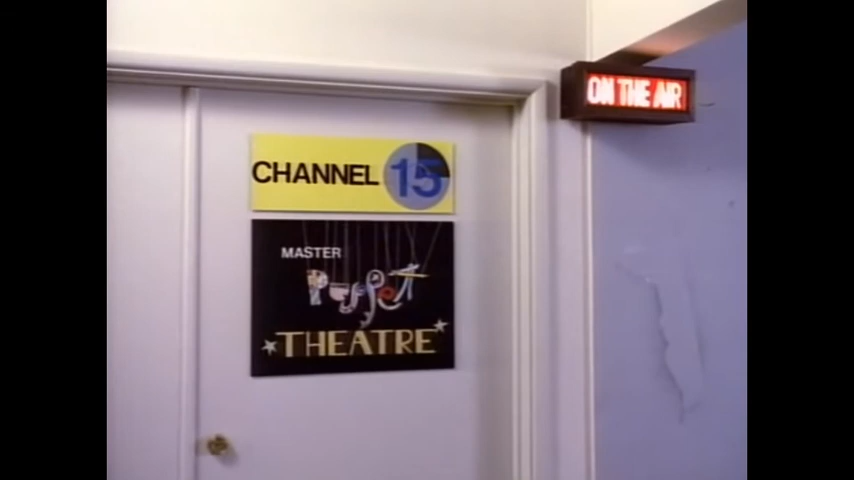 ON THE AIR
CHANNEL 15
MASTER
PUPPET
THEATRE